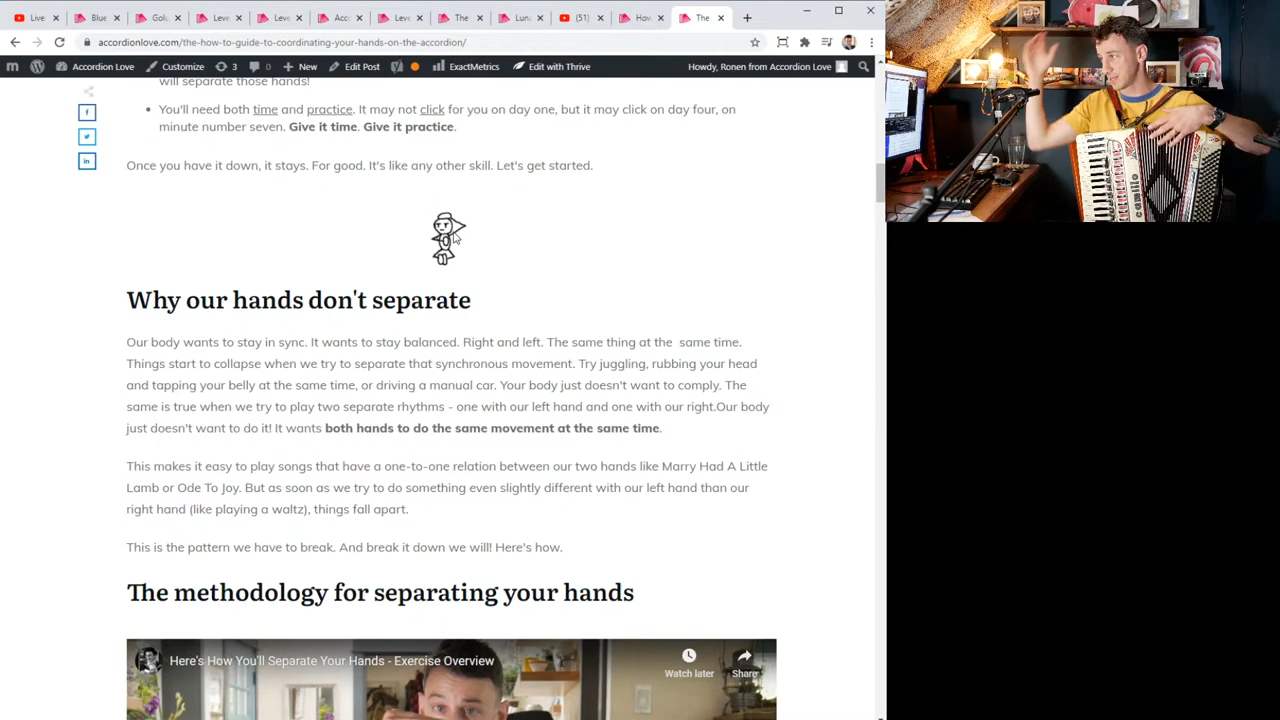 Live
Blue
Gol
Leve
Leve
Acc
Leve
The
Lun
(51)
How
The
accordionlove.com/the-how-to-guide-to-coordinating-your-hands-on-the-accordion/
Accordion Love
Customize
3
0
New
Edit Post
ExactMetrics
Edit with Thrive
Howdy, Ronen from Accordion Love
will separate those hands!
• You'll need both time and practice. It may not click for you on day one, but it may click on day four, on
minute number seven. Give it time. Give it practice.
Once you have it down, it stays. For good. It's like any other skill. Let's get started.
Why our hands don't separate
Our body wants to stay in sync. It wants to stay balanced. Right and left. The same thing at the same time.
Things start to collapse when we try to separate that synchronous movement. Try juggling, rubbing your head
and tapping your belly at the same time, or driving a manual car. Your body just doesn't want to comply. The
same is true when we try to play two separate rhythms - one with our left hand and one with our right.Our body
just doesn't want to do it! It wants both hands to do the same movement at the same time.
This makes it easy to play songs that have a one-to-one relation between our two hands like Marry Had A Little
Lamb or Ode To Joy. But as soon as we try to do something even slightly different with our left hand than our
right hand (like playing a waltz), things fall apart.
This is the pattern we have to break. And break it down we will! Here's how.
The methodology for separating your hands
Here's How You'll Separate Your Hands - Exercise Overview
Watch later
Share